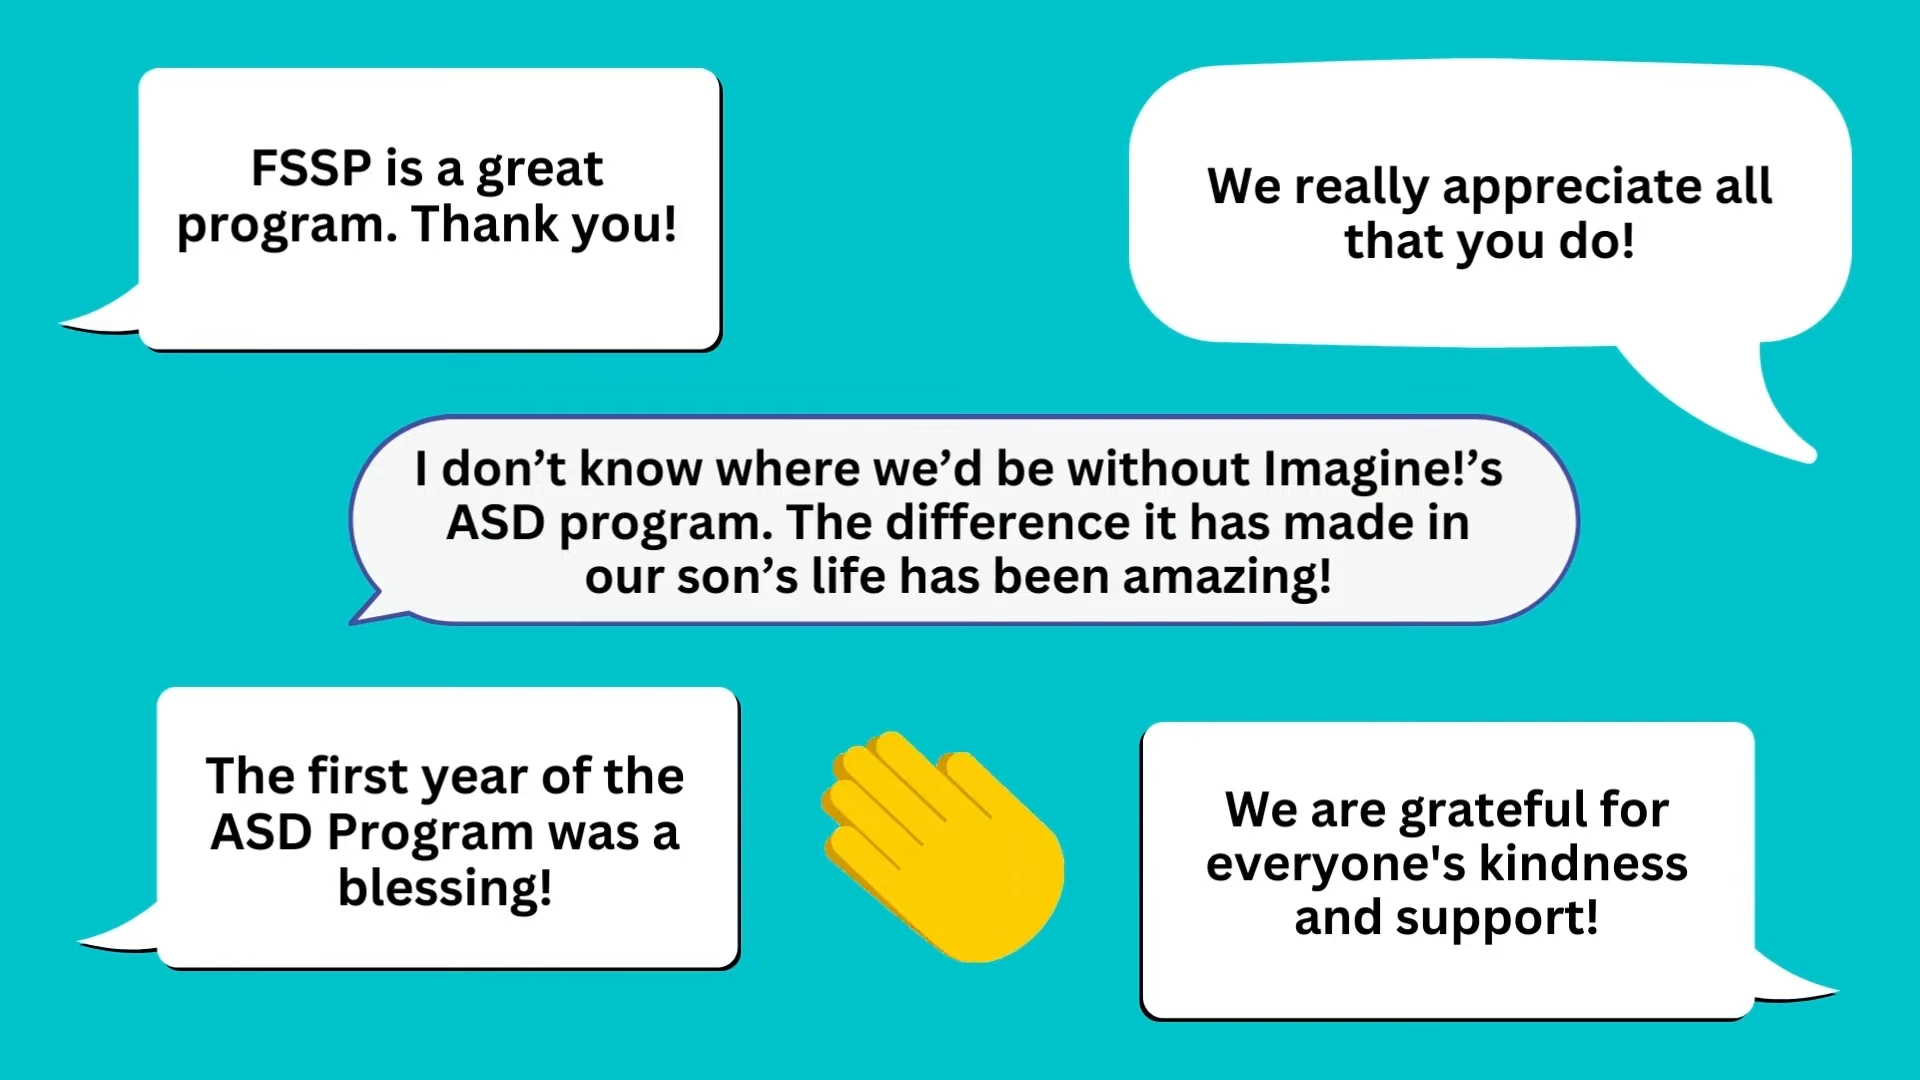 FSSP is a great
program. Thank you!
We really appreciate all
that you do!
I don’t know where we’d be without Imagine!’s
ASD program. The difference it has made in
our son’s life has been amazing!
The first year of the
ASD Program was a
blessing!
We are grateful for
everyone's kindness
and support!